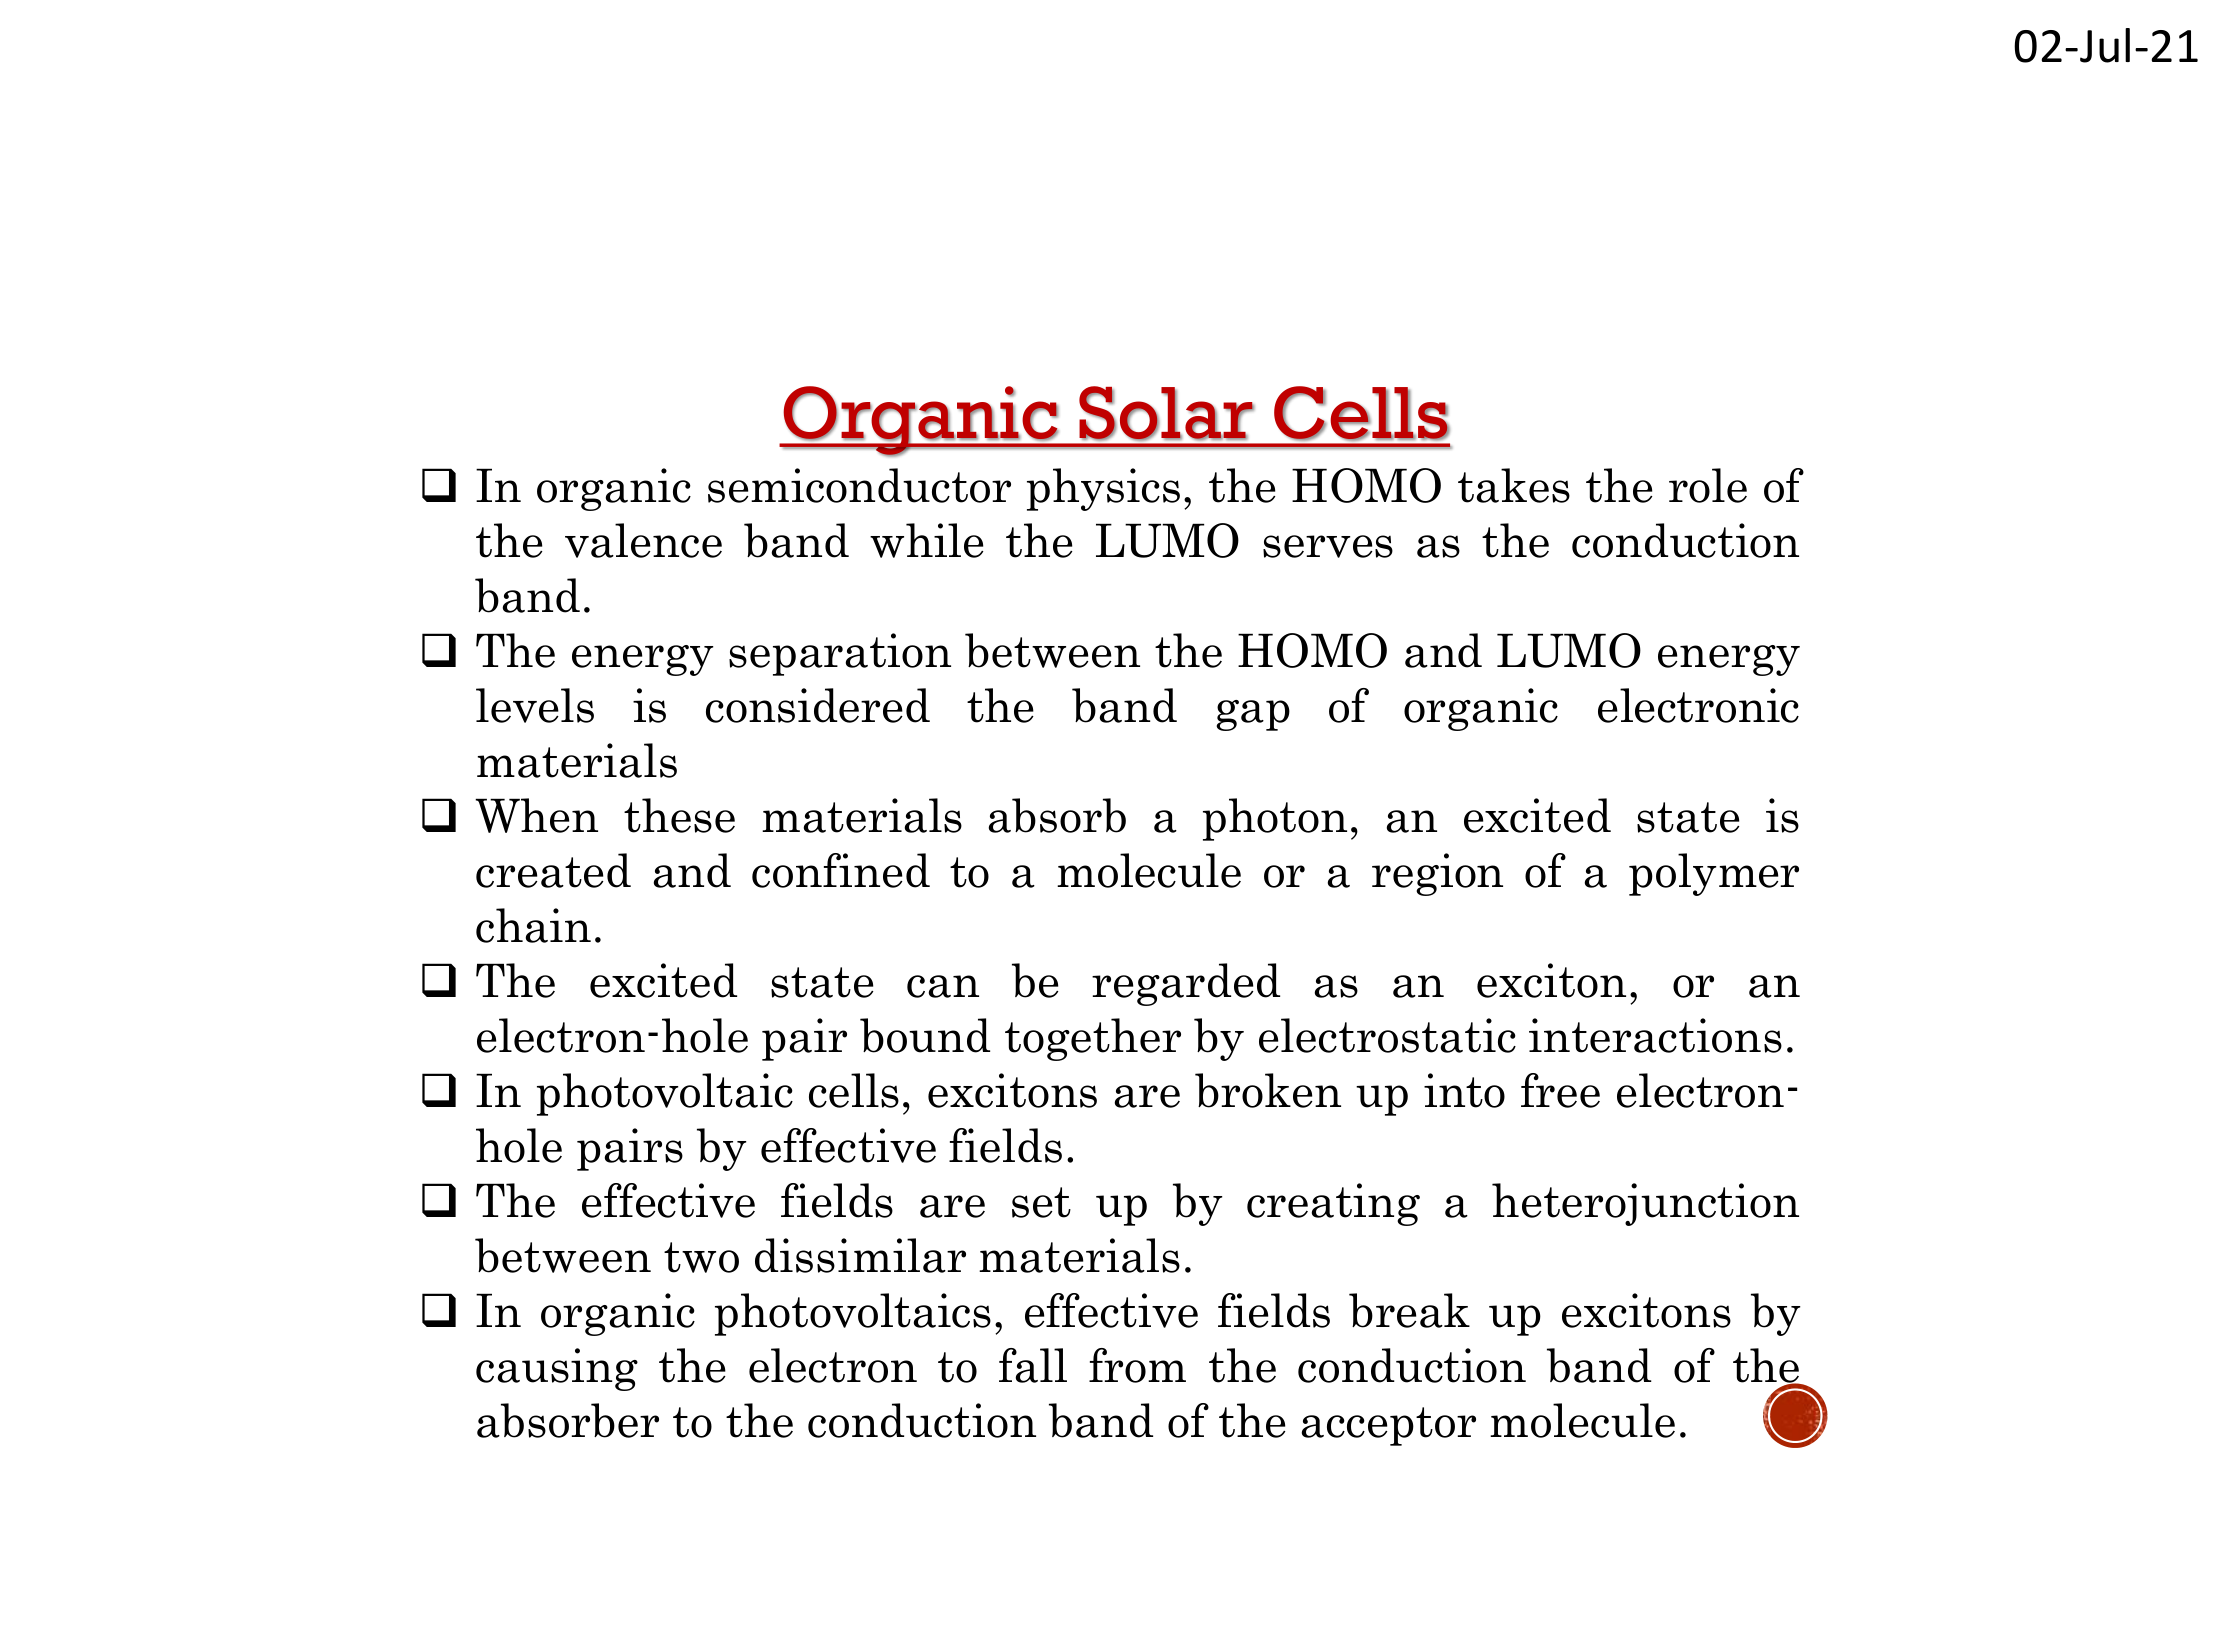 02-Jul-21
Organic Solar Cells
❑ In organic semiconductor physics, the HOMO takes the role of
the valence band while the LUMO serves as the conduction
band.
❑ The energy separation between the HOMO and LUMO energy
levels is considered the band gap of organic electronic
materials
❑ When these materials absorb a photon, an excited state is
created and confined to a molecule or a region of a polymer
chain.
❑ The excited state can be regarded as an exciton, or an
electron-hole pair bound together by electrostatic interactions.
❑ In photovoltaic cells, excitons are broken up into free electron-
hole pairs by effective fields.
❑ The effective fields are set up by creating a heterojunction
between two dissimilar materials.
❑ In organic photovoltaics, effective fields break up excitons by
causing the electron to fall from the conduction band of the
absorber to the conduction band of the acceptor molecule.